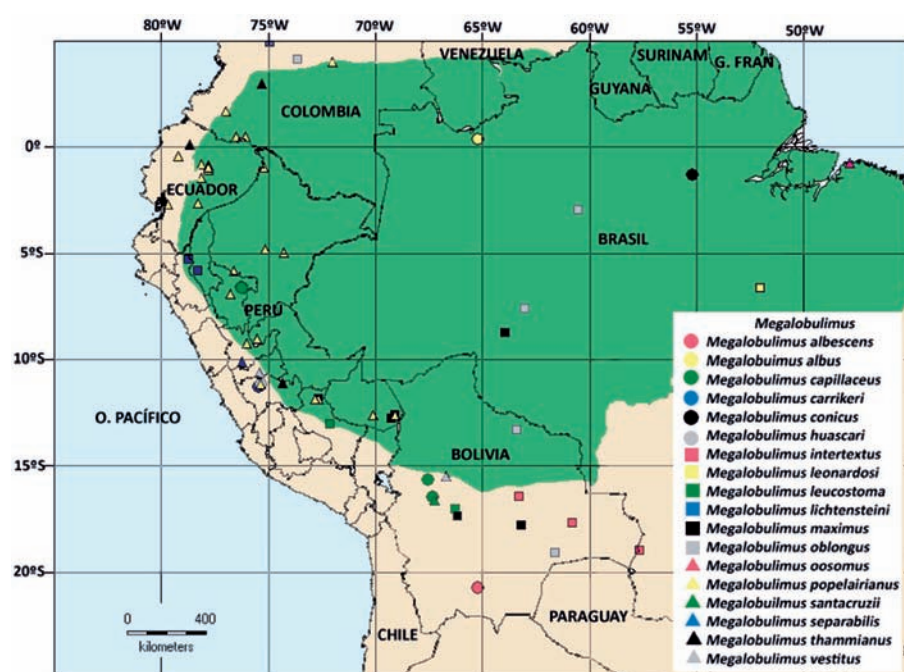 80ºW 75ºW 70ºW 65ºW 60ºW 55ºW 50ºW
VENEZUELA
SURINAM
G. FRAN
GUYANA
COLOMBIA
0º
ECUADOR
BRASIL
5ºS
PERÚ
10ºS
O. PACÍFICO
BOLIVIA
15ºS
20ºS
PARAGUAY
CHILE
0 400
kilometers
Megalobulimus
Megalobulimus albescens
Megalobuimus albus
Megalobulimus capillaceus
Megalobulimus carrikeri
Megalobulimus conicus
Megalobulimus huascari
Megalobulimus intertextus
Megalobulimus leonardosi
Megalobulimus leucostoma
Megalobulimus lichtensteini
Megalobulimus maximus
Megalobulimus oblongus
Megalobulimus oosomus
Megalobulimus popelairianus
Megalobuilmus santacruzii
Megalobulimus separabilis
Megalobulimus thammianus
Megalobulimus vestitus